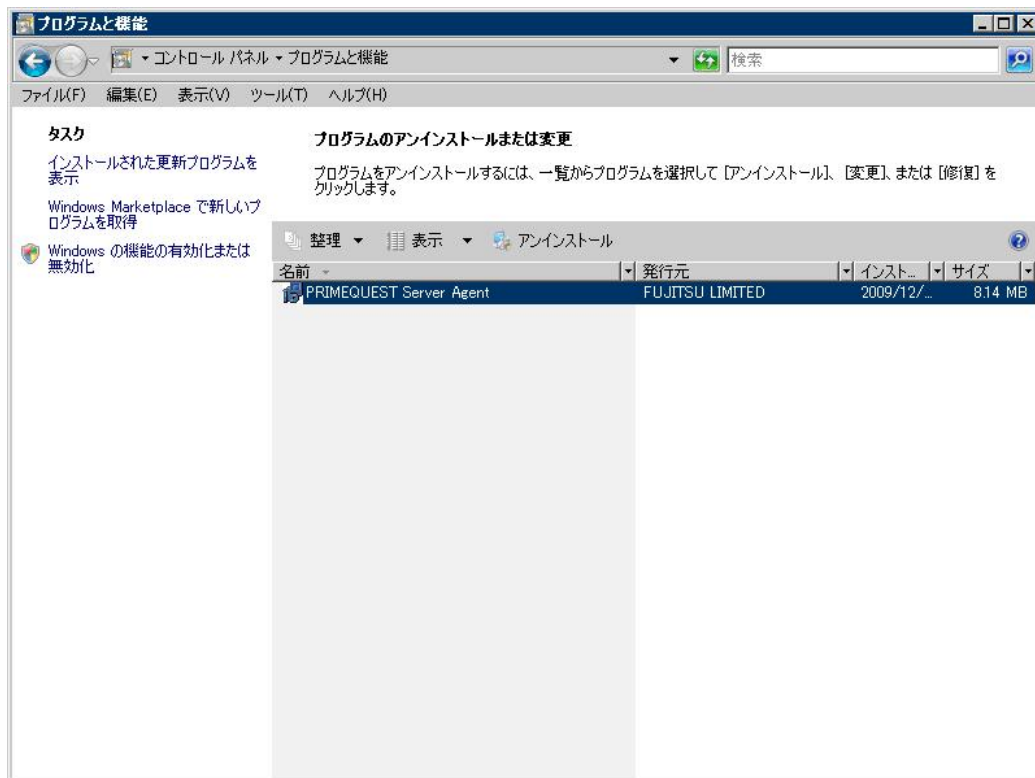 プログラムと機能
コントロール パネル
プログラムと機能
検索
ファイル(F) 編集(E) 表示(V) ツール(T) ヘルプ(H)
タスク
インストールされた更新プログラムを
表示
Windows Marketplace で新しいプ
ログラムを取得
Windows の機能の有効化または
無効化
プログラムのアンインストールまたは変更
プログラムをアンインストールするには、一覧からプログラムを選択して [アンインストール]、[変更]、または [修復] を
クリックします。
整理 表示 アンインストール
名前 発行元 インスト... サイズ
PRIMEQUEST Server Agent FUJITSU LIMITED 2009/12/... 8.14 MB